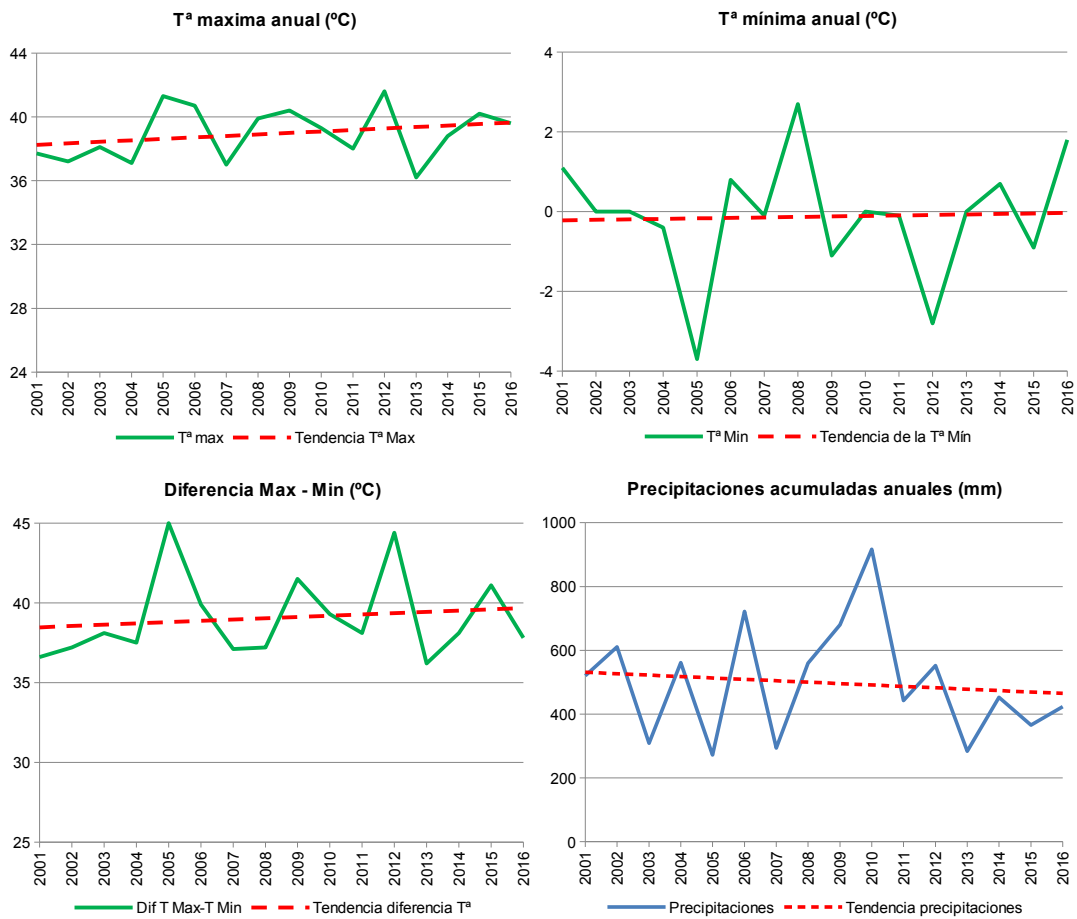 Tª maxima anual (ºC)
44
40
36
32
28
24
2001 2002 2003 2004 2005 2006 2007 2008 2009 2010 2011 2012 2013 2014 2015 2016
Tª max Tendencia Tª Max
Tª mínima anual (ºC)
4
2
0
-2
-4
2001 2002 2003 2004 2005 2006 2007 2008 2009 2010 2011 2012 2013 2014 2015 2016
Tª Min Tendencia de la Tª Mín
Diferencia Max - Min (ºC)
45
40
35
30
25
2001 2002 2003 2004 2005 2006 2007 2008 2009 2010 2011 2012 2013 2014 2015 2016
Dif T Max-T Min Tendencia diferencia Tª
Precipitaciones acumuladas anuales (mm)
1000
800
600
400
200
0
2001 2002 2003 2004 2005 2006 2007 2008 2009 2010 2011 2012 2013 2014 2015 2016
Precipitaciones Tendencia precipitaciones